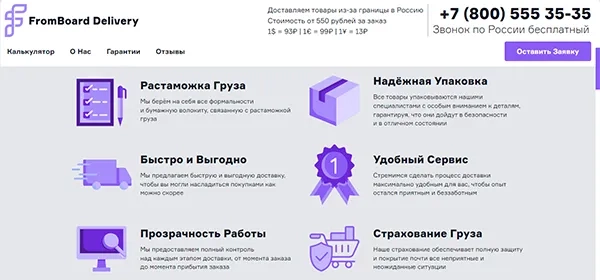 FromBoard Delivery
Доставляем товары из-за границы в Россию
Стоимость от 550 рублей за заказ
1$ = 93₽ | 1€ = 99₽ | 1¥ = 13₽
+7 (800) 555 35-35
Звонок по России бесплатный
Калькулятор О Нас Гарантии Отзывы
Оставить Заявку
Растаможка Груза
Мы берём на себя все формальности
и бумажную волокиту, связанную с растаможкой
груза
Надёжная Упаковка
Все товары упаковываются нашими
специалистами с особым вниманием к деталям,
гарантируя, что они дойдут в безопасности
и в отличном состоянии
Быстро и Выгодно
Мы предлагаем быструю и выгодную доставку,
чтобы вы могли насладиться покупками как
можно скорее
1
Удобный Сервис
Стремимся сделать процесс доставки
максимально удобным для вас, чтобы опыт
остался приятным и беззаботным
Прозрачность Работы
Мы предоставляем полный контроль
над каждым этапом доставки, от момента заказа
до момента прибытия заказа
Страхование Груза
Наше страхование обеспечивает полную защиту
и покрытие почти все неприятные и
неожиданные ситуации